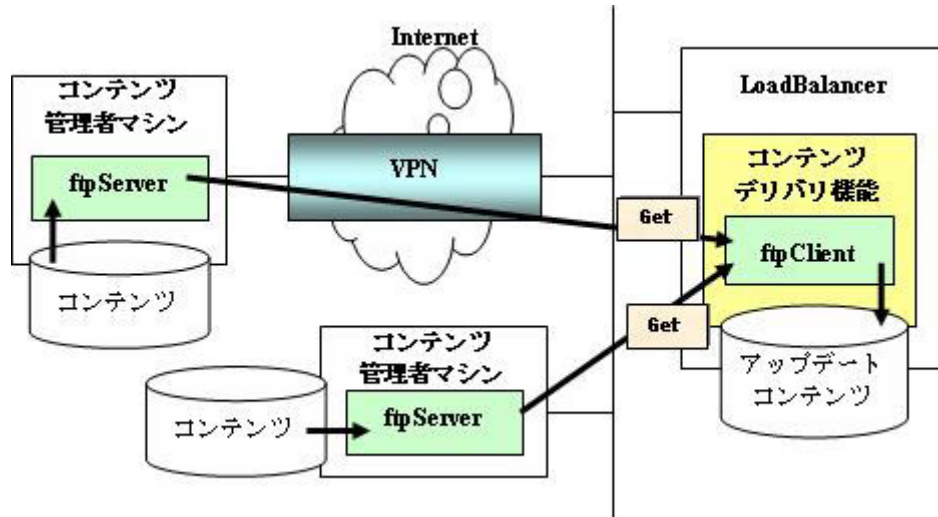 Internet
コンテンツ
管理者マシン
ftpServer
コンテンツ
VPN
LoadBalancer
コンテンツ
デリバリ機能
Get
ftpClient
Get
アップデート
コンテンツ
コンテンツ
管理者マシン
ftpServer
コンテンツ